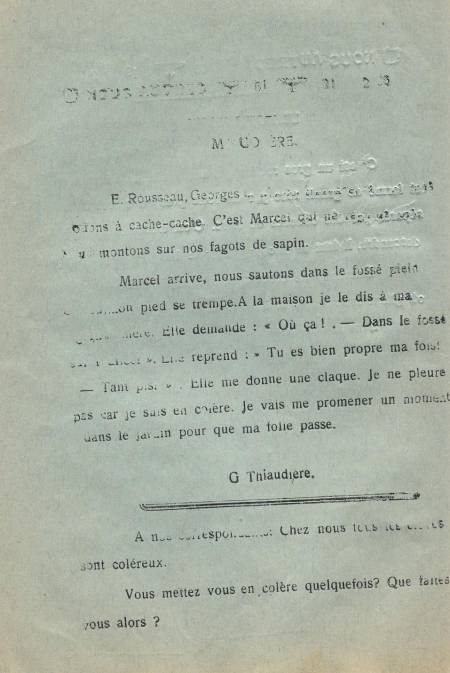 E. Rousseau, Georges
à cache-cache. C'est Marcel qui ne
montons sur nos fagots de sapin.
Marcel arrive, nous sautons dans le fossé plein
pied se trempe. A la maison je le dis à ma
Elle demande : « Où ça ! . — Dans le fossé
Elle reprend : » Tu es bien propre ma fois!
— Tant pis. » . Elle me donne une claque. Je ne pleure
pas car je suis en colère. Je vais me promener un moment
dans le jardin pour que ma folie passe.
G Thiaudière.
A nos correspondants: Chez nous tous les élèves
sont coléreux.
Vous mettez vous en colère quelquefois? Que faites
vous alors ?